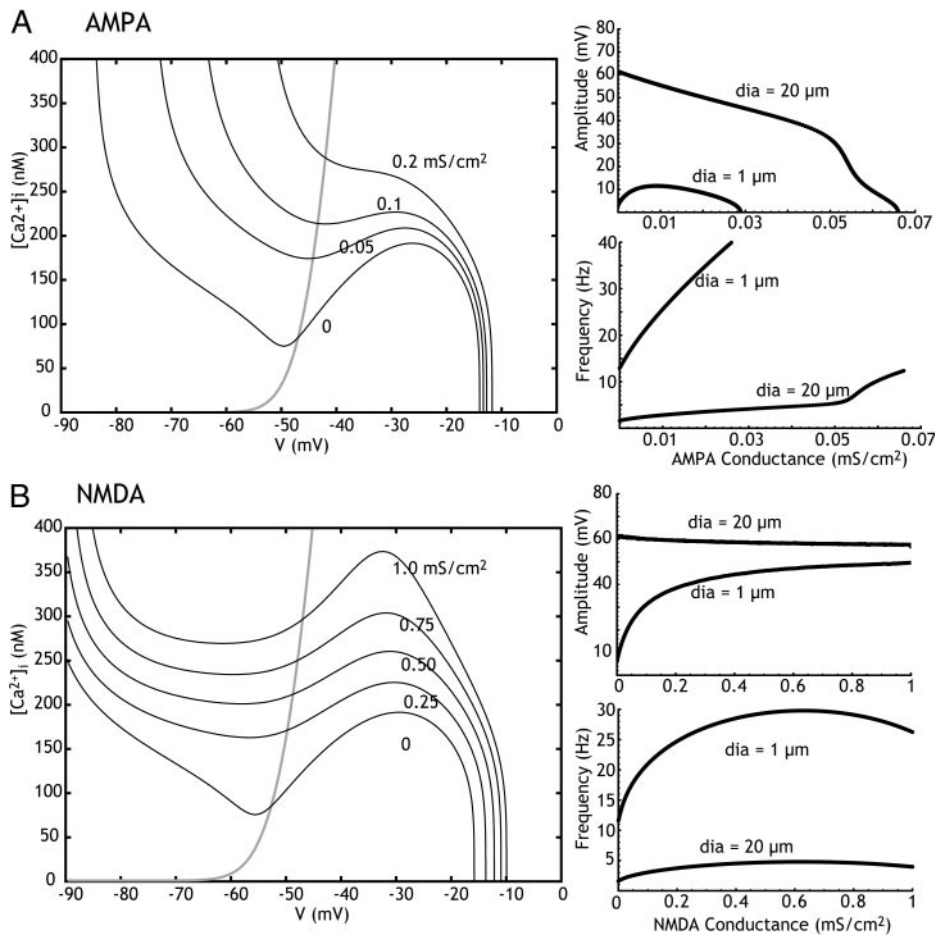 A AMPA
[Ca2+]i (nM)
400
350
300
250
200
150
100
50
0
0.2 mS/cm²
0.1
0.05
0
-90 -80 -70 -60 -50 -40 -30 -20 -10 0
V (mV)
Amplitude (mV)
80
70
60
50
40
30
20
10
dia = 20 µm
dia = 1 µm
0.01 0.03 0.05 0.07
Frequency (Hz)
40
30
20
10
dia = 1 µm
dia = 20 µm
0.01 0.03 0.05 0.07
AMPA Conductance (mS/cm²)
B NMDA
[Ca²⁺]ᵢ (nM)
400
350
300
250
200
150
100
50
0
1.0 mS/cm²
0.75
0.50
0.25
0
-90 -80 -70 -60 -50 -40 -30 -20 -10 0
V (mV)
Amplitude (mV)
80
60
40
10
dia = 20 µm
dia = 1 µm
0 0.2 0.4 0.6 0.8 1
Frequency (Hz)
30
25
20
15
10
5
dia = 1 µm
dia = 20 µm
0 0.2 0.4 0.6 0.8 1
NMDA Conductance (mS/cm²)